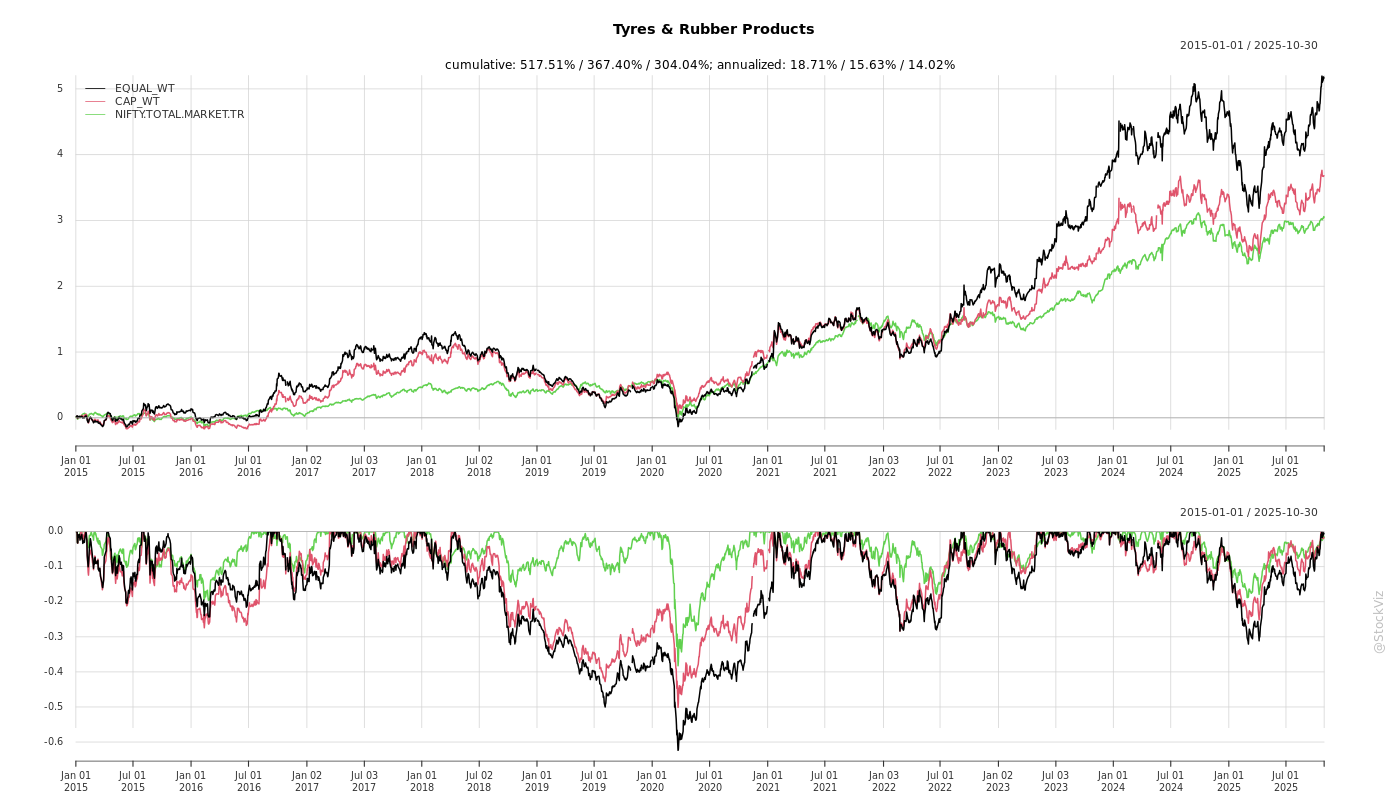 Tyres & Rubber Products
2015-01-01 / 2025-10-30
cumulative: 517.51% / 367.40% / 304.04%; annualized: 18.71% / 15.63% / 14.02%
EQUAL_WT
CAP_WT
NIFTY.TOTAL.MARKET.TR
5
4
3
2
1
0
Jan 01 Jul 01 Jan 01 Jul 01 Jan 02 Jul 03 Jan 01 Jul 02 Jan 01 Jul 01 Jan 01 Jul 01 Jan 01 Jul 01 Jan 03 Jul 01 Jan 02 Jul 03 Jan 01 Jul 01 Jan 01 Jul 01
2015 2015 2016 2016 2017 2017 2018 2018 2019 2019 2020 2020 2021 2021 2022 2022 2023 2023 2024 2024 2025 2025
2015-01-01 / 2025-10-30
0.0
-0.1
-0.2
-0.3
-0.4
-0.5
-0.6
Jan 01 Jul 01 Jan 01 Jul 01 Jan 02 Jul 03 Jan 01 Jul 02 Jan 01 Jul 01 Jan 01 Jul 01 Jan 01 Jul 01 Jan 03 Jul 01 Jan 02 Jul 03 Jan 01 Jul 01 Jan 01 Jul 01
2015 2015 2016 2016 2017 2017 2018 2018 2019 2019 2020 2020 2021 2021 2022 2022 2023 2023 2024 2024 2025 2025
@StockViz